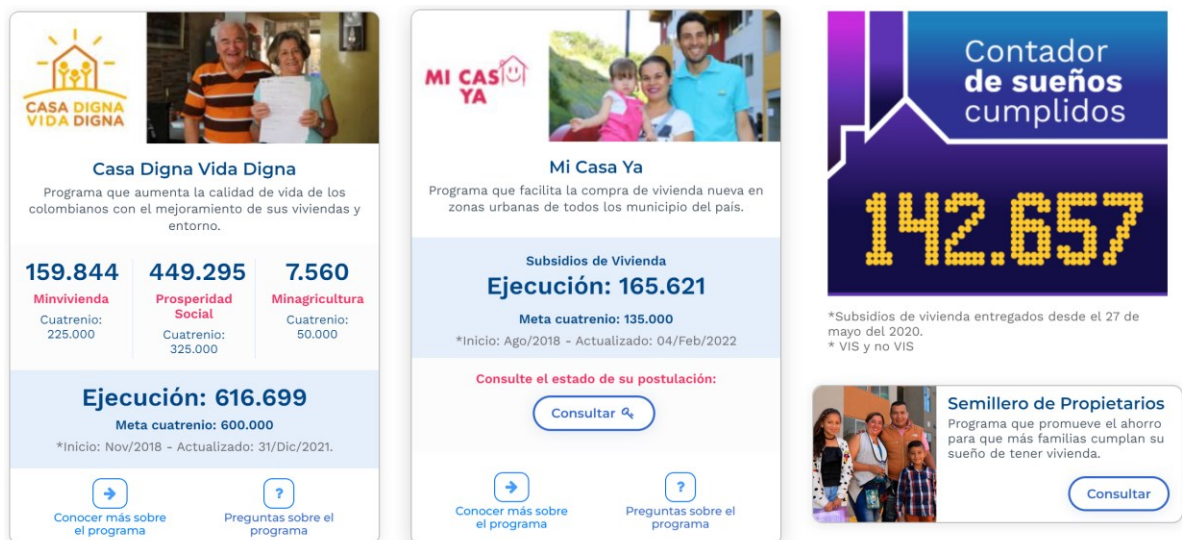 CASA DIGNA
VIDA DIGNA
Casa Digna Vida Digna
Programa que aumenta la calidad de vida de los
colombianos con el mejoramiento de sus viviendas y
entorno.
159.844
Minvivienda
Cuatrenio:
225.000
449.295
Prosperidad
Social
Cuatrenio:
325.000
7.560
Minagricultura
Cuatrenio:
50.000
Ejecución: 616.699
Meta cuatrenio: 600.000
*Inicio: Nov/2018 - Actualizado: 31/Dic/2021.
Conocer más sobre
el programa
?
Preguntas sobre el
programa
MI CASA
YA
Mi Casa Ya
Programa que facilita la compra de vivienda nueva en
zonas urbanas de todos los municipio del país.
Subsidios de Vivienda
Ejecución: 165.621
Meta cuatrenio: 135.000
*Inicio: Ago/2018 - Actualizado: 04/Feb/2022
Consulte el estado de su postulación:
Consultar
Conocer más sobre
el programa
?
Preguntas sobre el
programa
Contador
de sueños
cumplidos
142.657
*Subsidios de vivienda entregados desde el 27 de
mayo del 2020.
* VIS y no VIS
Semillero de Propietarios
Programa que promueve el ahorro
para que más familias cumplan su
sueño de tener vivienda.
Consultar